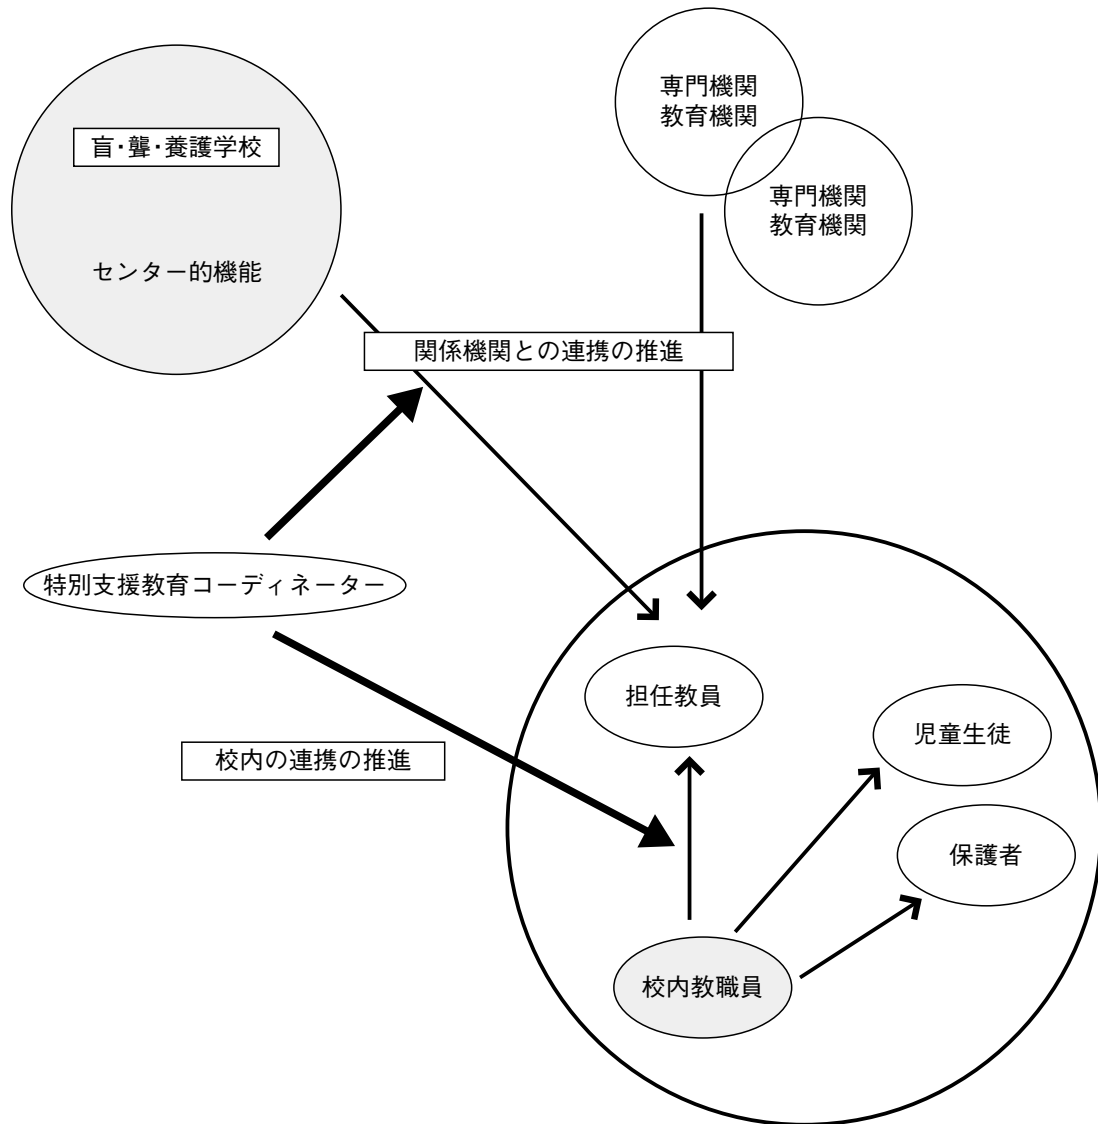 専門機関
教育機関
盲・聾・養護学校
専門機関
教育機関
センター的機能
関係機関との連携の推進
特別支援教育コーディネーター
担任教員
児童生徒
校内の連携の推進
保護者
校内教職員